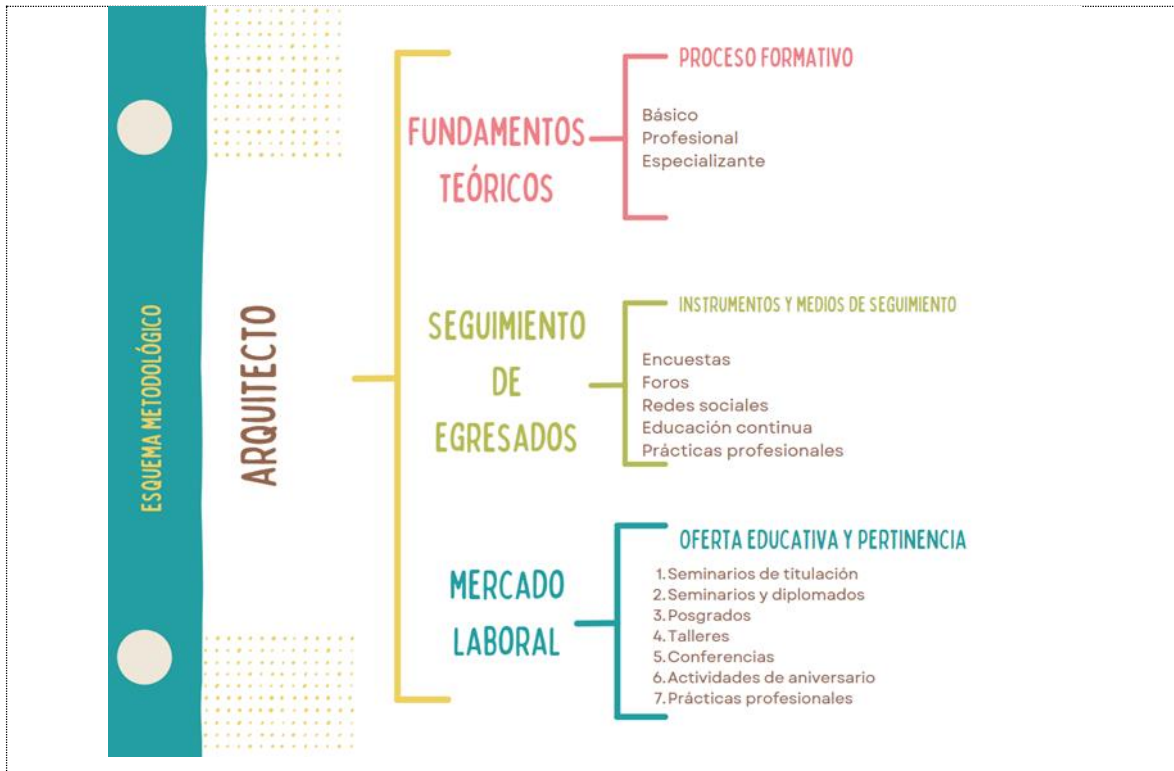 ESQUEMA METODOLÓGICO
ARQUITECTO
FUNDAMENTOS
TEÓRICOS
PROCESO FORMATIVO
Básico
Profesional
Especializante
SEGUIMIENTO
DE
EGRESADOS
INSTRUMENTOS Y MEDIOS DE SEGUIMIENTO
Encuestas
Foros
Redes sociales
Educación continua
Prácticas profesionales
MERCADO
LABORAL
OFERTA EDUCATIVA Y PERTINENCIA
1. Seminarios de titulación
2. Seminarios y diplomados
3. Posgrados
4. Talleres
5. Conferencias
6. Actividades de aniversario
7. Prácticas profesionales